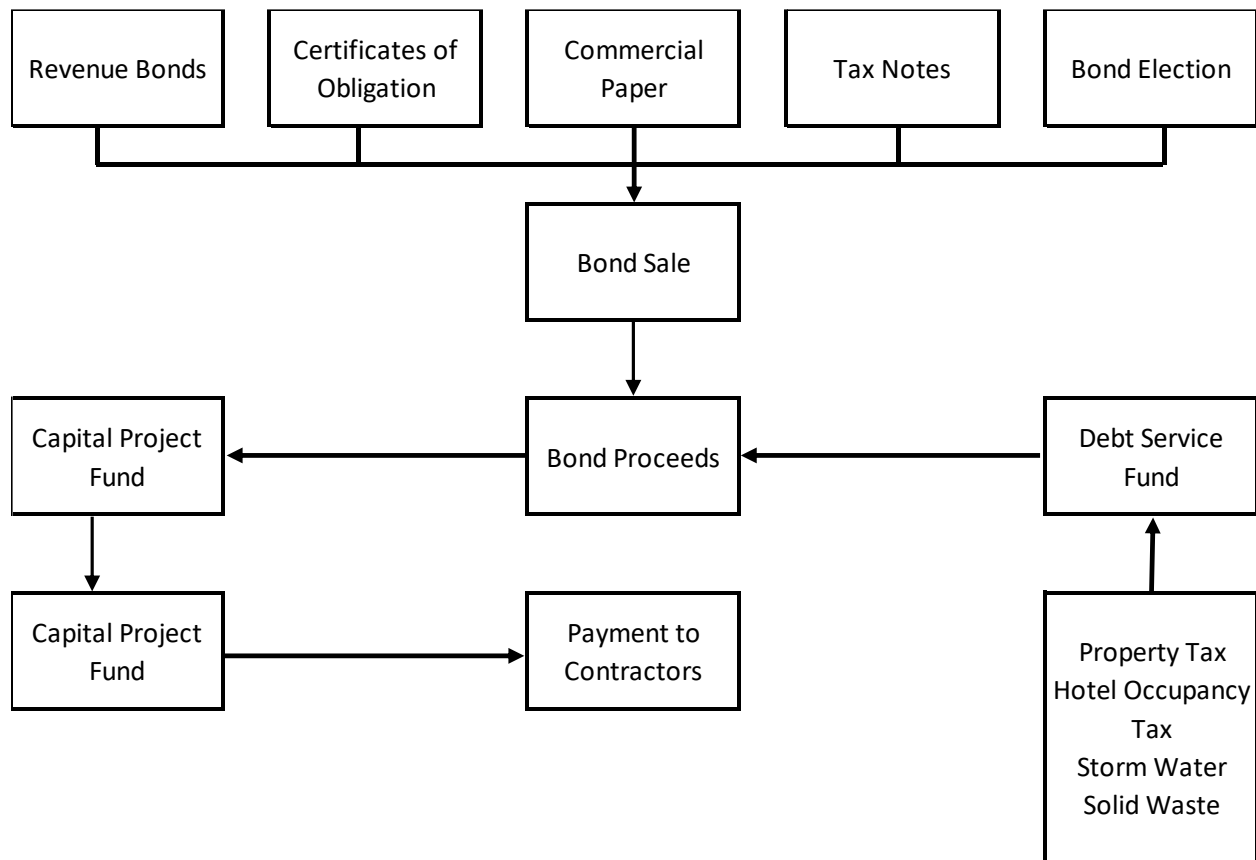 Revenue Bonds
Certificates of
Obligation
Commercial
Paper
Tax Notes
Bond Election
Bond Sale
Capital Project
Fund
Bond Proceeds
Debt Service
Fund
Capital Project
Fund
Payment to
Contractors
Property Tax
Hotel Occupancy
Tax
Storm Water
Solid Waste